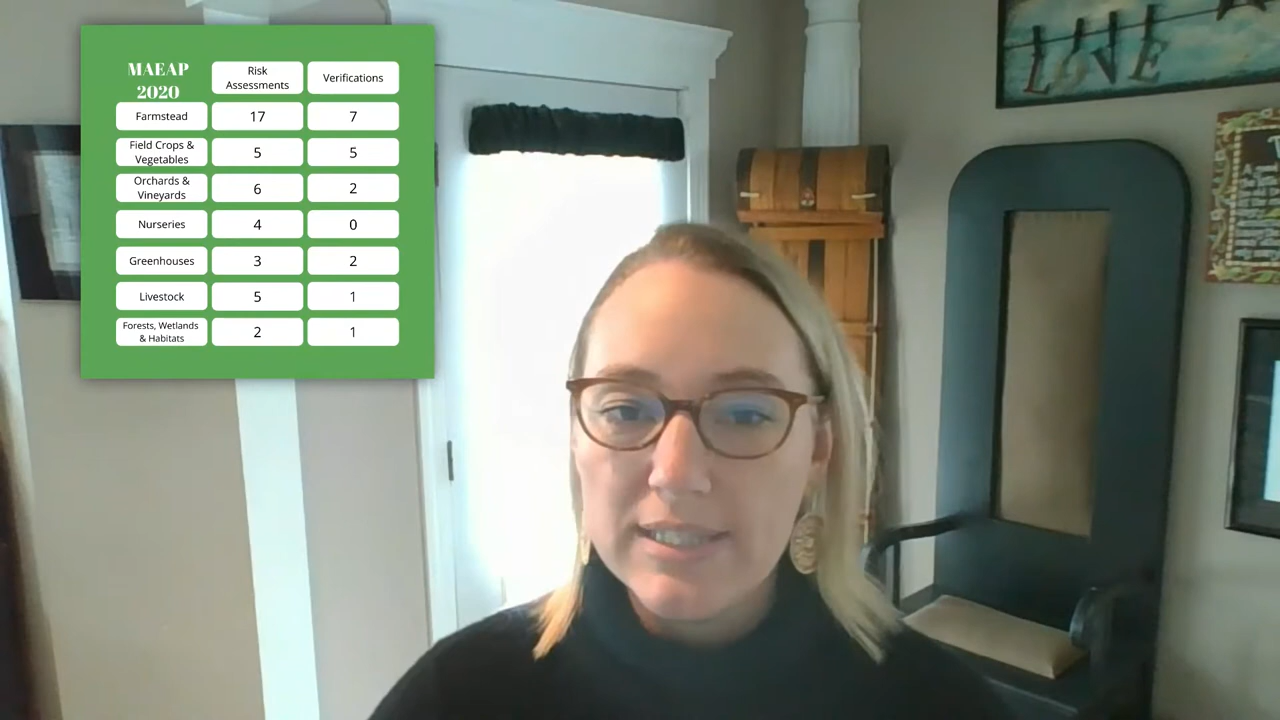 MAEAP
2020
Risk
Assessments
Verifications
Farmstead
17
7
Field Crops &
Vegetables
5
5
Orchards &
Vineyards
6
2
Nurseries
4
0
Greenhouses
3
2
Livestock
5
1
Forests, Wetlands
& Habitats
2
1
LOVE